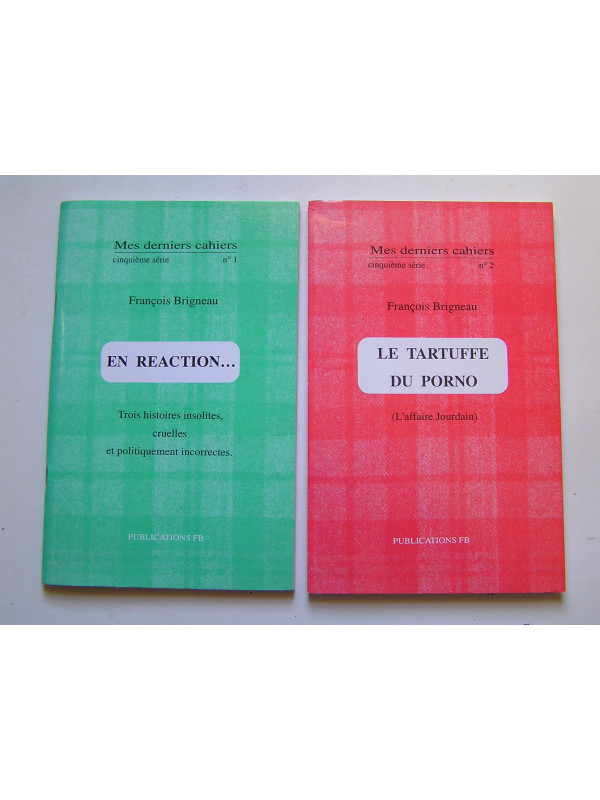 Mes derniers cahiers
cinquième série n° 1
François Brigneau
EN REACTION...
Trois histoires insolites,
cruelles
et politiquement incorrectes.
PUBLICATIONS FB
Mes derniers cahiers
cinquième série n° 2
François Brigneau
LE TARTUFFE
DU PORNO
(L'affaire Jourdain)
PUBLICATIONS FB